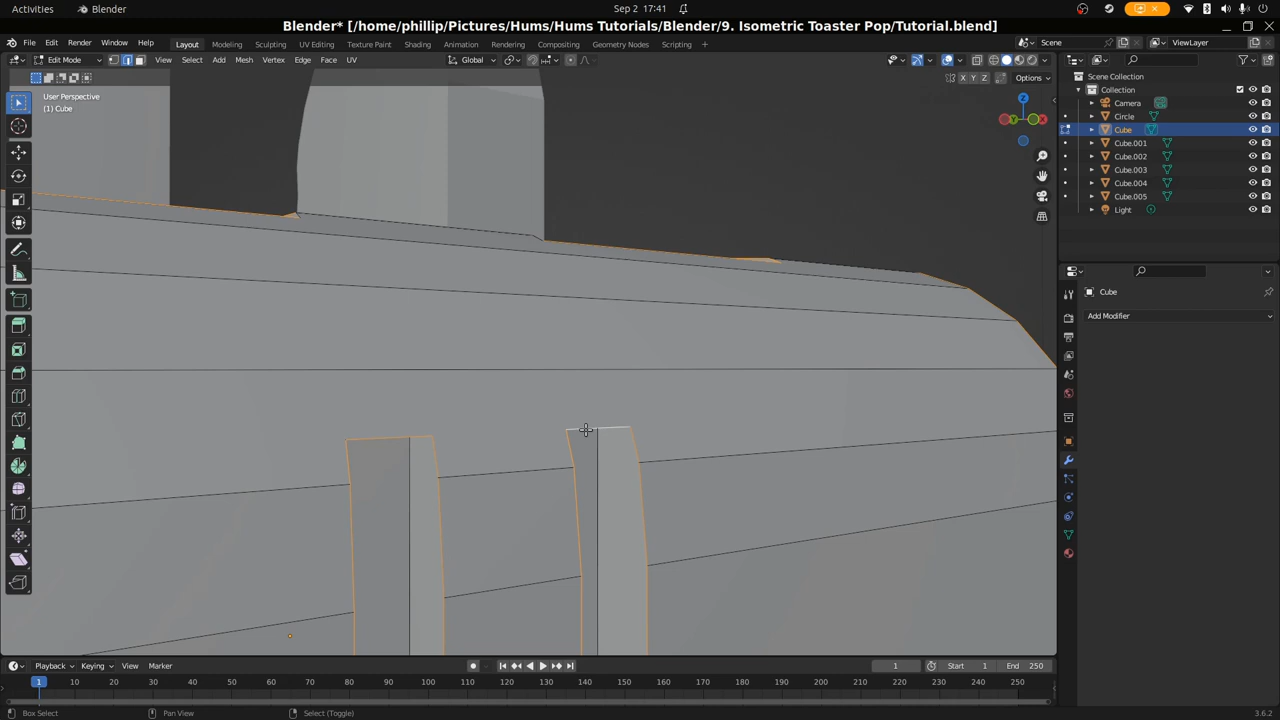 Activities Blender Sep 2 17:41
Blender* [/home/phillip/Pictures/Hums/Hums Tutorials/Blender/9. Isometric Toaster Pop/Tutorial.blend]
File Edit Render Window Help Layout Modeling Sculpting UV Editing Texture Paint Shading Animation Rendering Compositing Geometry Nodes Scripting + Scene ViewLayer
Edit Mode View Select Add Mesh Vertex Edge Face UV Global
X Y Z Options
User Perspective
(1) Cube
Z
Y X
Scene Collection
Collection
Camera
Circle
Cube
Cube.001
Cube.002
Cube.003
Cube.004
Cube.005
Light
Cube
Add Modifier
Playback Keying View Marker 1 Start 1 End 250
1 10 20 30 40 50 60 70 80 90 100 110 120 130 140 150 160 170 180 190 200 210 220 230 240 250
Box Select Pan View Select (Toggle) 3.6.2